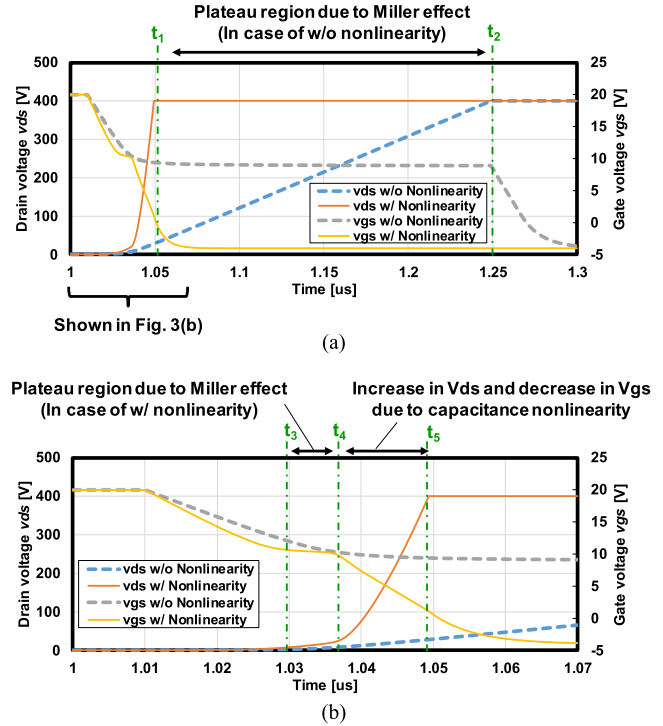 Plateau region due to Miller effect
(In case of w/o nonlinearity)
t1
t2
500
400
300
200
100
0
Drain voltage vds [V]
25
20
15
10
5
0
-5
Gate voltage vgs [V]
vds w/o Nonlinearity
vds w/ Nonlinearity
vgs w/o Nonlinearity
vgs w/ Nonlinearity
1 1.05 1.1 1.15 1.2 1.25 1.3
Time [us]
Shown in Fig. 3(b)
(a)
Plateau region due to Miller effect
(In case of w/ nonlinearity)
Increase in Vds and decrease in Vgs
due to capacitance nonlinearity
t3 t4 t5
500
400
300
200
100
0
Drain voltage vds [V]
25
20
15
10
5
0
-5
Gate voltage vgs [V]
vds w/o Nonlinearity
vds w/ Nonlinearity
vgs w/o Nonlinearity
vgs w/ Nonlinearity
1 1.01 1.02 1.03 1.04 1.05 1.06 1.07
Time [us]
(b)